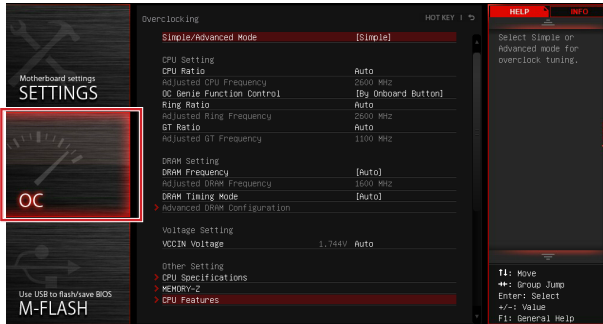 Overclocking
HOT KEY |
Simple/Advanced Mode [Simple]
CPU Setting
CPU Ratio Auto
Adjusted CPU Frequency 2600 MHz
OC Genie Function Control [By Onboard Button]
Ring Ratio Auto
Adjusted Ring Frequency 2600 MHz
GT Ratio Auto
Adjusted GT Frequency 1100 MHz
DRAM Setting
DRAM Frequency [Auto]
Adjusted DRAM Frequency 1600 MHz
DRAM Timing Mode [Auto]
> Advanced DRAM Configuration
Voltage Setting
VCCIN Voltage 1.744V Auto
Other Setting
> CPU Specifications
> MEMORY-Z
> CPU Features
Motherboard settings
SETTINGS
OC
Use USB to flash/save BIOS
M-FLASH
HELP
INFO
Select Simple or
Advanced mode for
overclock tuning.
↑↓: Move
→←: Group Jump
Enter: Select
+/-: Value
F1: General Help